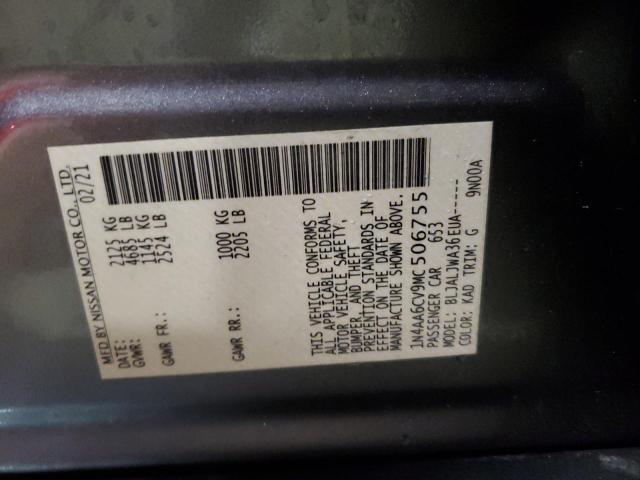 MFD BY NISSAN MOTOR CO., LTD.
DATE: 02/21
GVWR: 2125 KG
4685 LB
GAWR FR.: 1145 KG
2524 LB
GAWR RR.: 1000 KG
2205 LB
THIS VEHICLE CONFORMS TO
ALL APPLICABLE FEDERAL
MOTOR VEHICLE SAFETY,
BUMPER, AND THEFT
PREVENTION STANDARDS IN
EFFECT ON THE DATE OF
MANUFACTURE SHOWN ABOVE.
1N4AA6CV9MC506755
PASSENGER CAR 653
MODEL: BLJALJWA36EUA-----
COLOR: KAD TRIM: G 9N00A